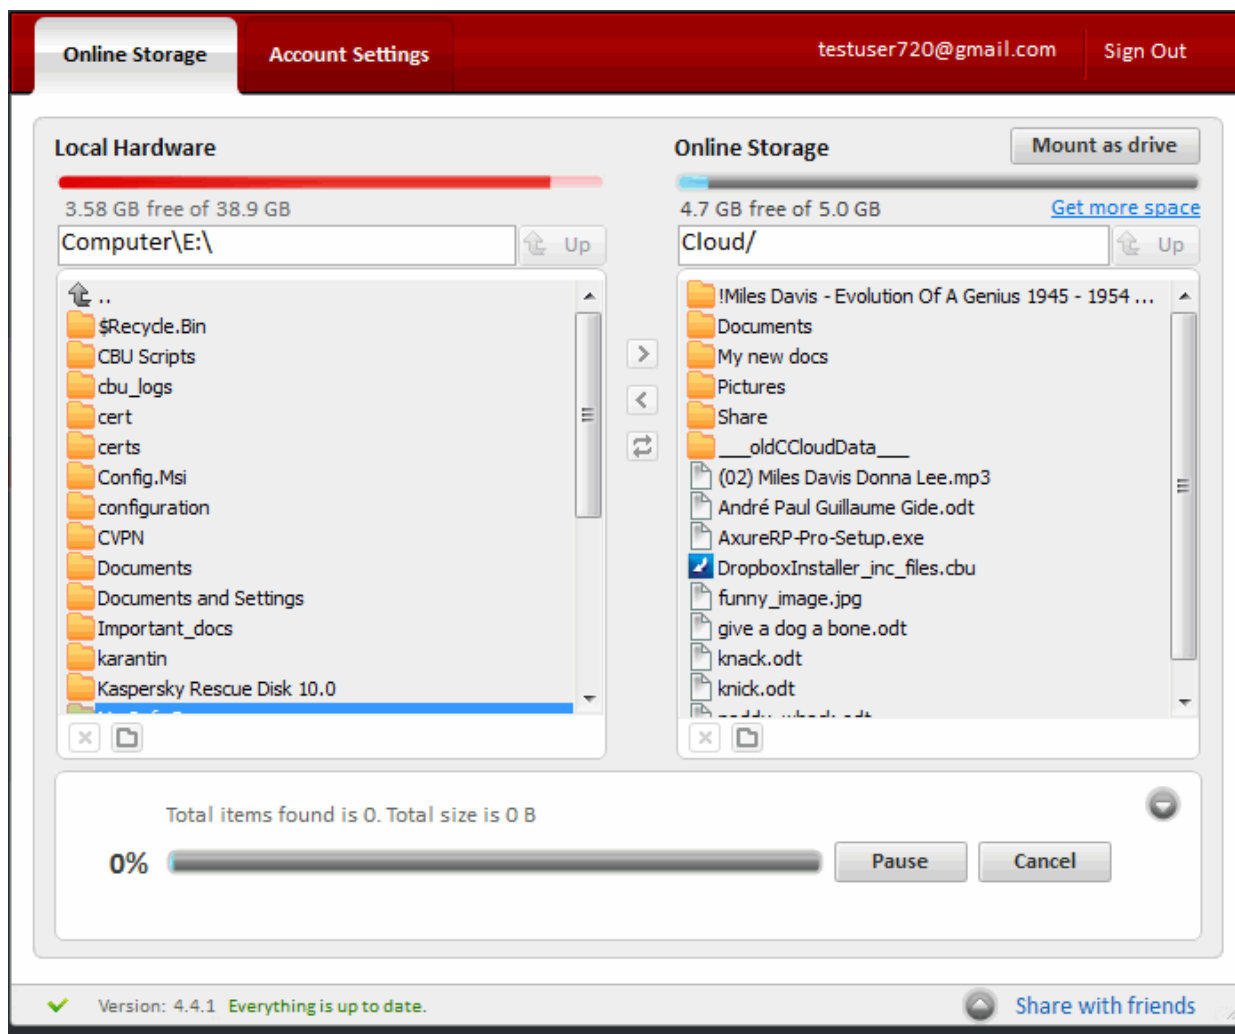 Online Storage
Account Settings
testuser720@gmail.com
Sign Out
Local Hardware
3.58 GB free of 38.9 GB
Computer\E:\
Up
..
$Recycle.Bin
CBU Scripts
cbu_logs
cert
certs
Config.Msi
configuration
CVPN
Documents
Documents and Settings
Important_docs
karantin
Kaspersky Rescue Disk 10.0
Online Storage
Mount as drive
4.7 GB free of 5.0 GB
Get more space
Cloud/
Up
!Miles Davis - Evolution Of A Genius 1945 - 1954 ...
Documents
My new docs
Pictures
Share
___oldCCloudData___
(02) Miles Davis Donna Lee.mp3
André Paul Guillaume Gide.odt
AxureRP-Pro-Setup.exe
DropboxInstaller_inc_files.cbu
funny_image.jpg
give a dog a bone.odt
knack.odt
knick.odt
Total items found is 0. Total size is 0 B
0%
Pause
Cancel
Version: 4.4.1 Everything is up to date.
Share with friends